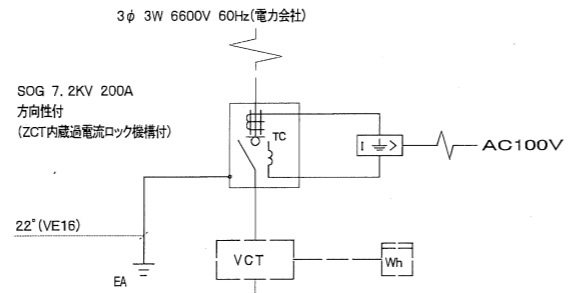 3φ 3W 6600V 60Hz(電力会社)
SOG 7.2KV 200A
方向性付
(ZCT内蔵過電流ロック機構付)
TC
I >
AC100V
22°(VE16)
VCT
Wh
EA